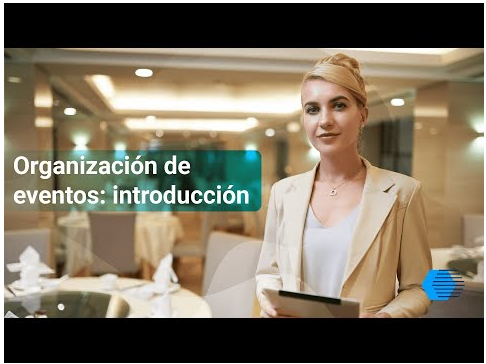 Organización de
eventos: introducción